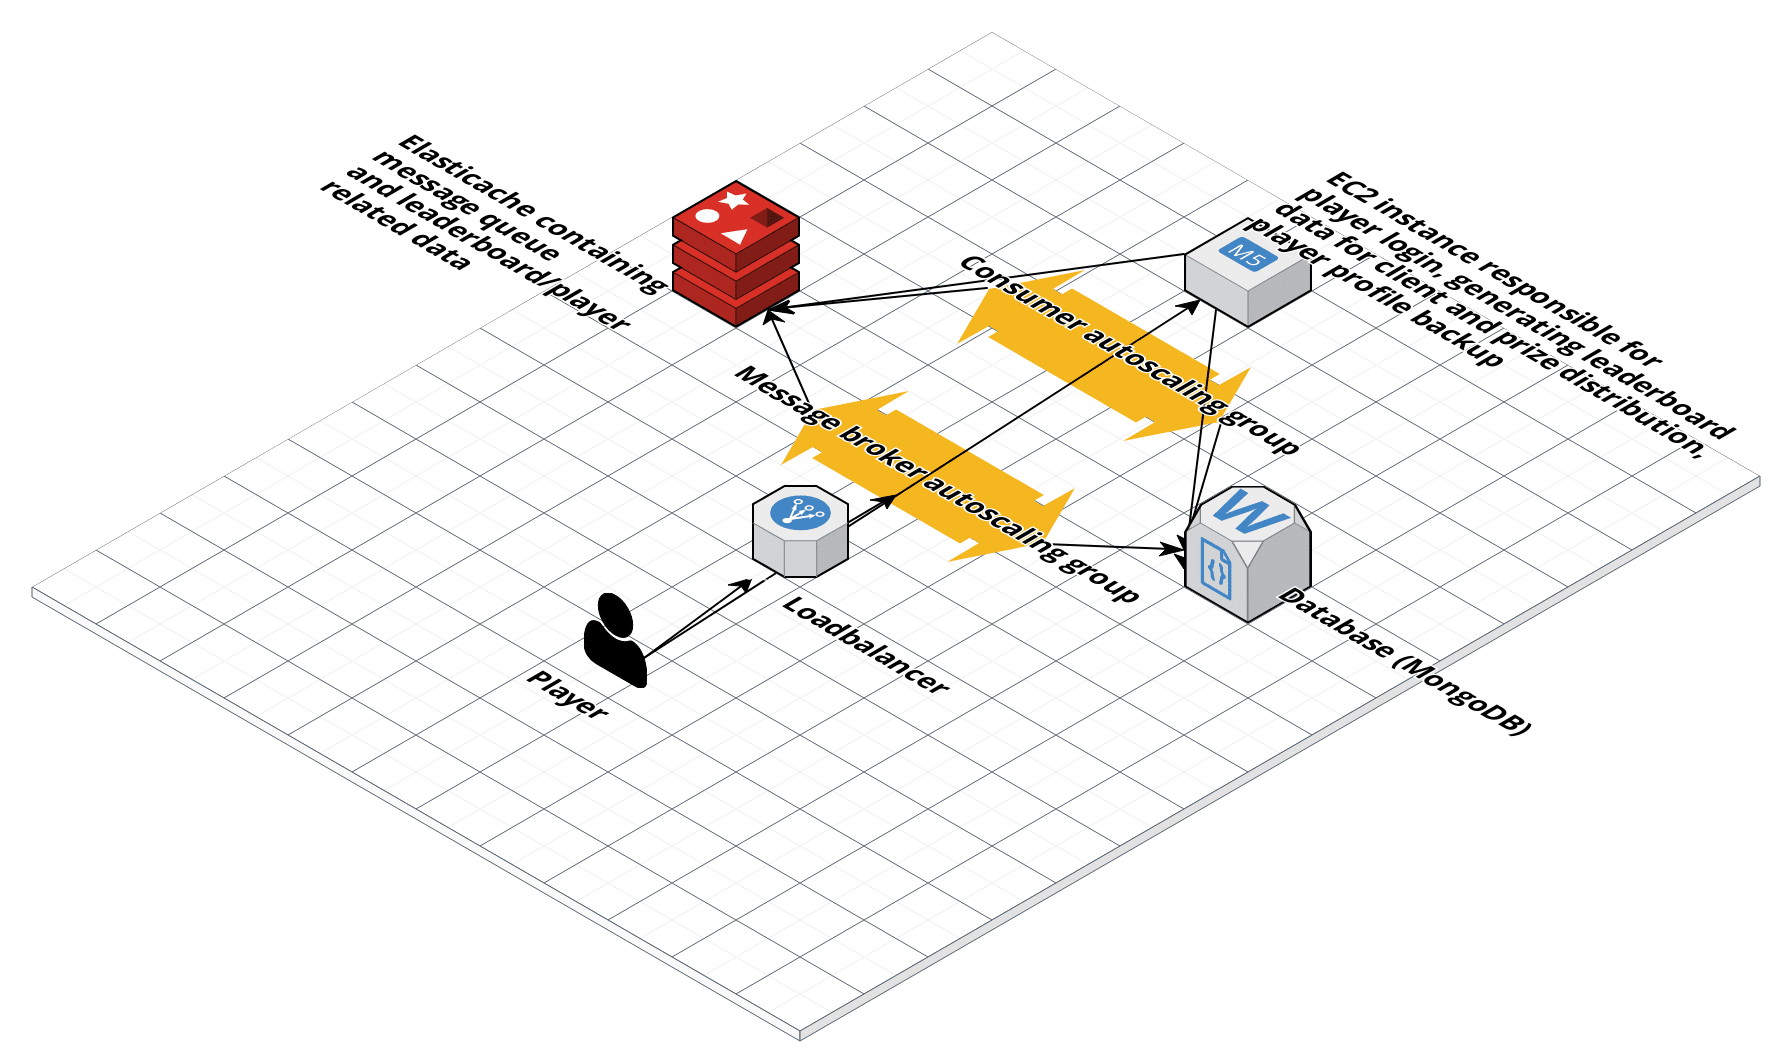 Elasticache containing
message queue
and leaderboard/player
related data
EC2 instance responsible for
player login, generating leaderboard
data for client and prize distribution,
player profile backup
M5
Consumer autoscaling group
Message broker autoscaling group
W
Loadbalancer
Player
Database (MongoDB)